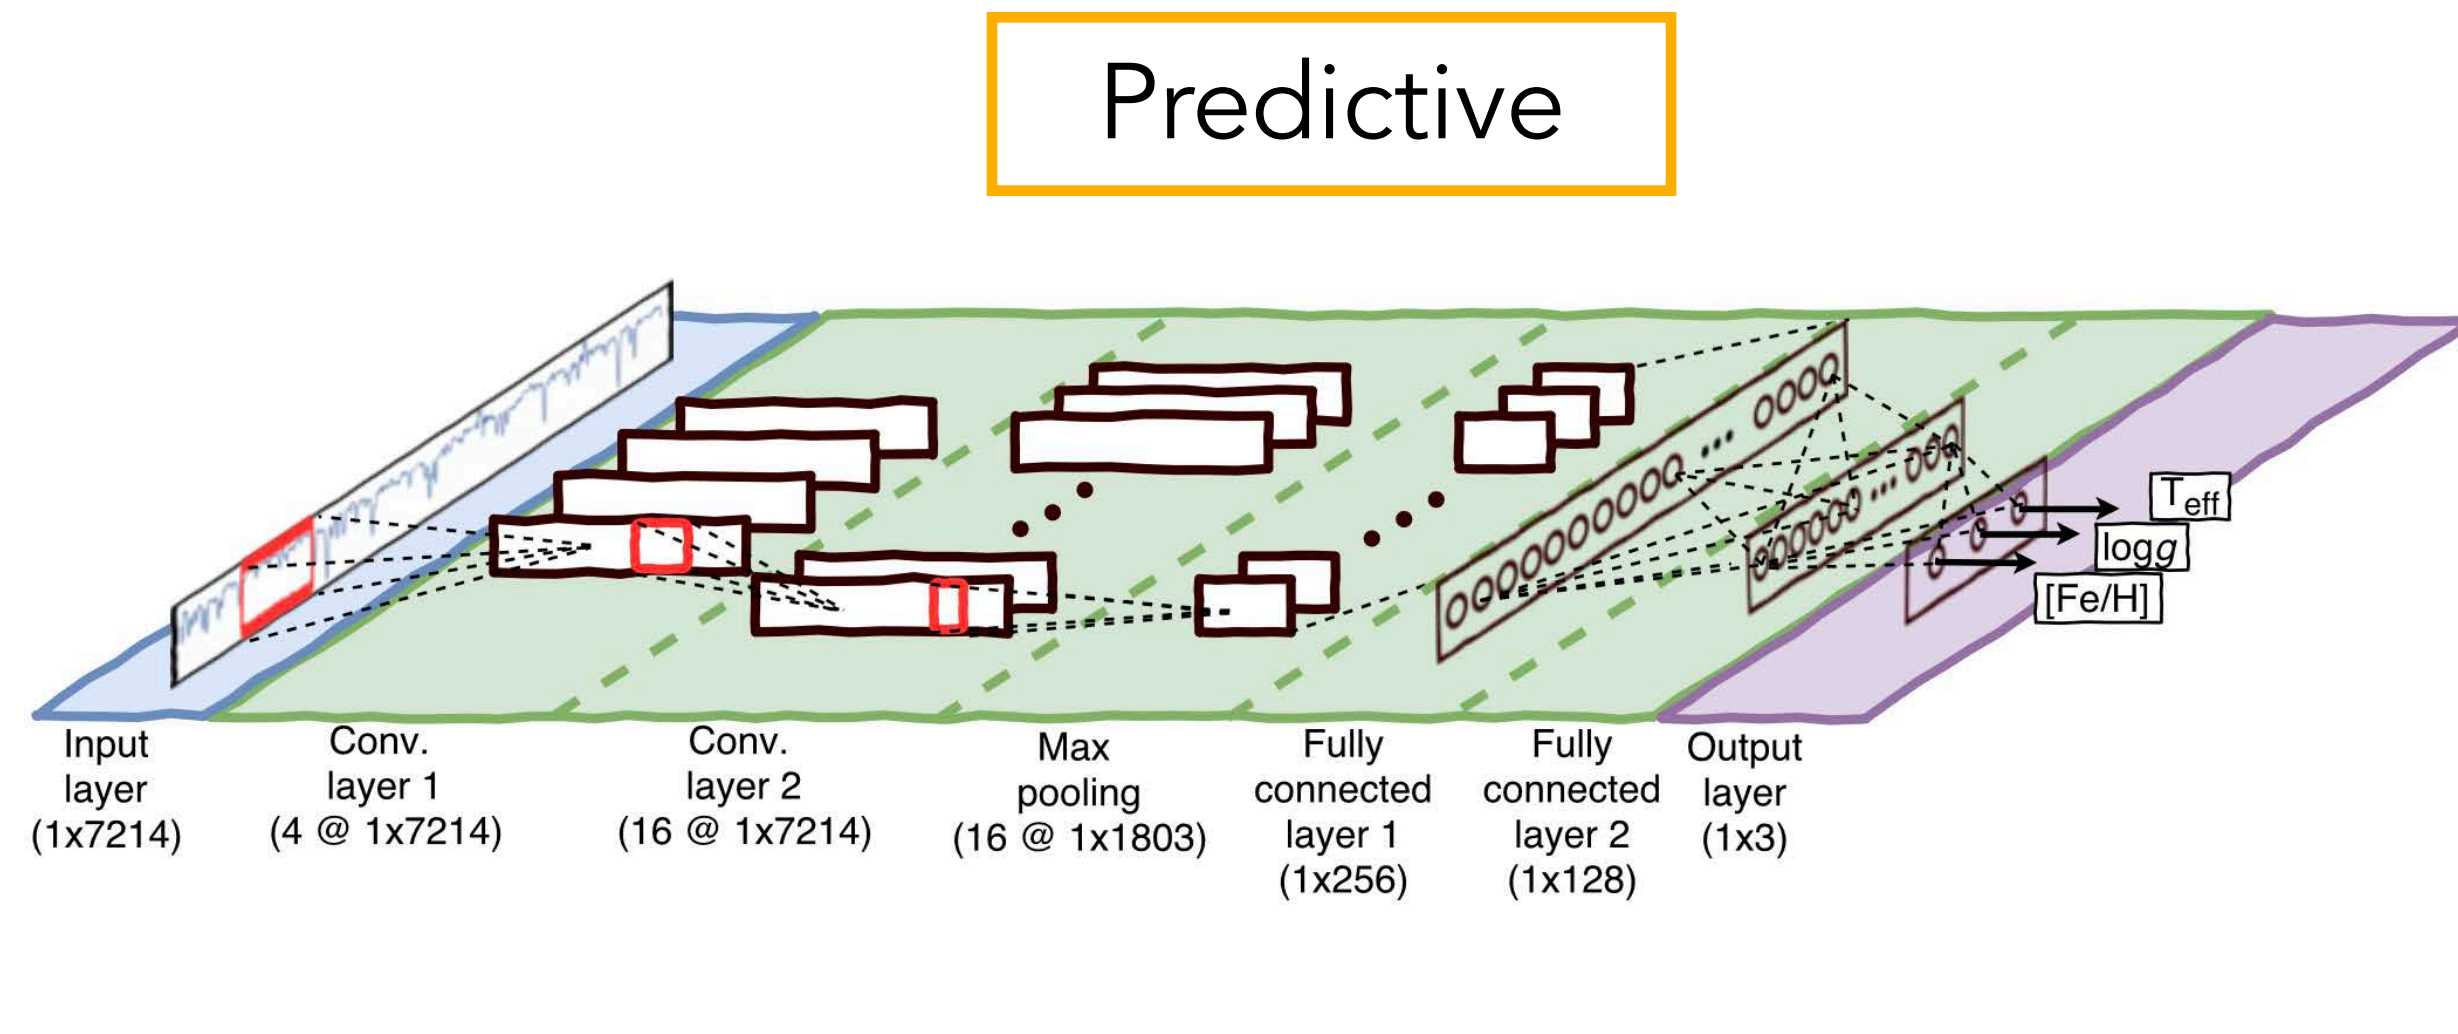 Predictive
T_eff
logg
[Fe/H]
Input
layer
(1x7214)
Conv.
layer 1
(4 @ 1x7214)
Conv.
layer 2
(16 @ 1x7214)
Max
pooling
(16 @ 1x1803)
Fully
connected
layer 1
(1x256)
Fully
connected
layer 2
(1x128)
Output
layer
(1x3)